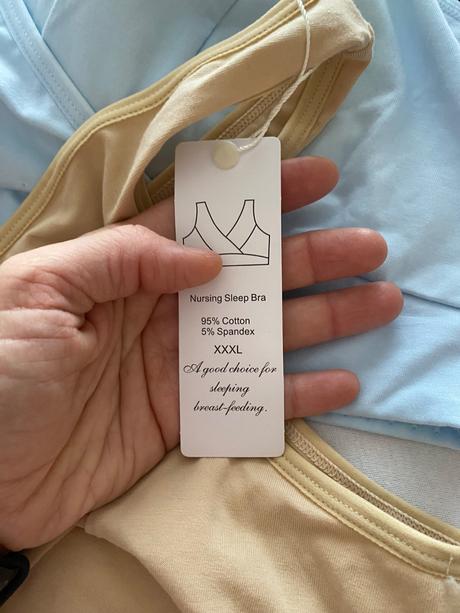 Nursing Sleep Bra
95% Cotton
5% Spandex
XXXL
A good choice for
sleeping
breast-feeding.